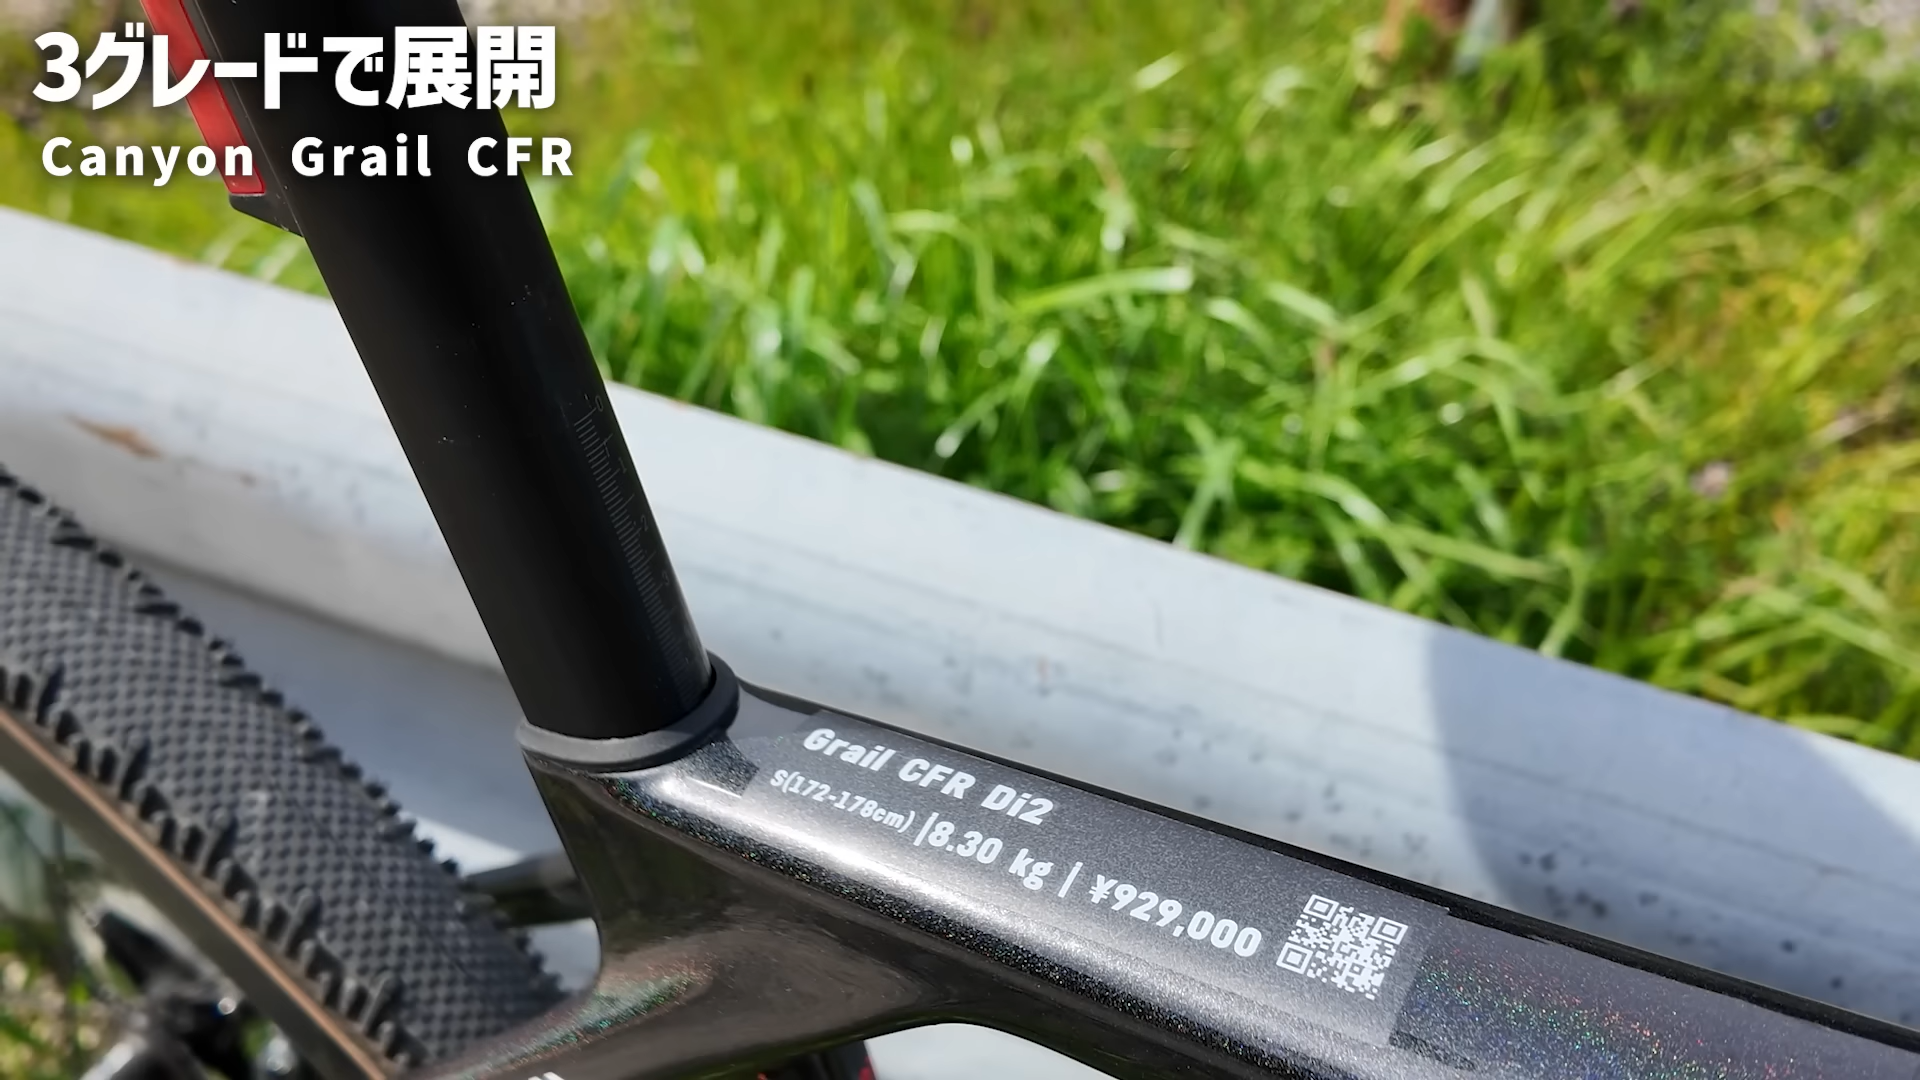 3グレードで展開
Canyon Grail CFR
Grail CFR Di2
S(172-178cm) | 8.30 kg | ¥929,000